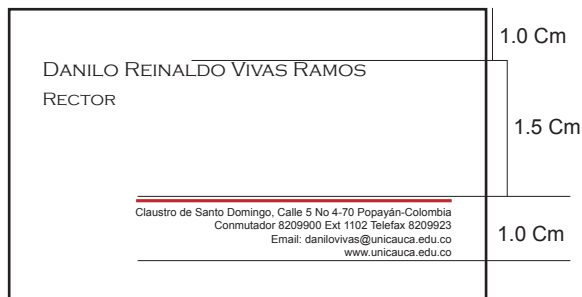 1.0 Cm
DANILO REINALDO VIVAS RAMOS
RECTOR
1.5 Cm
Claustro de Santo Domingo, Calle 5 No 4-70 Popayán-Colombia
Conmutador 8209900 Ext 1102 Telefax 8209923
1.0 Cm
Email: danilovivas@unicauca.edu.co
www.unicauca.edu.co